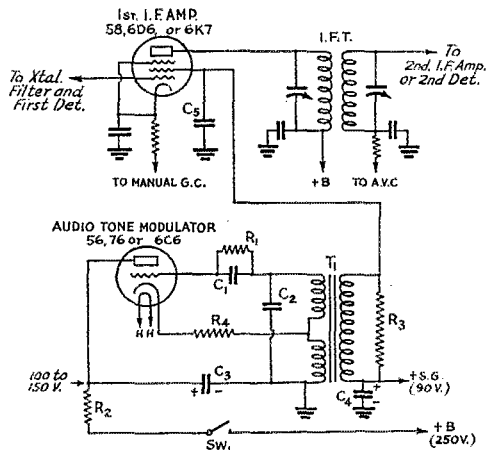 1ST. I.F. AMP.
58, 6D6, or 6K7
I.F.T.
To Xtal.
Filter and
First Det.
To
2nd. I.F. Amp.
or 2nd Det.
C5
TO MANUAL G.C.
+B
TO A.V.C
AUDIO TONE MODULATOR
56, 76 or 6C6
R1
C1
T1
C2
R4
R3
H H
100 to
150 V.
C3
+ -
C4
+
-
+S.G.
(90V.)
R2
SW.
+B
(250V.)